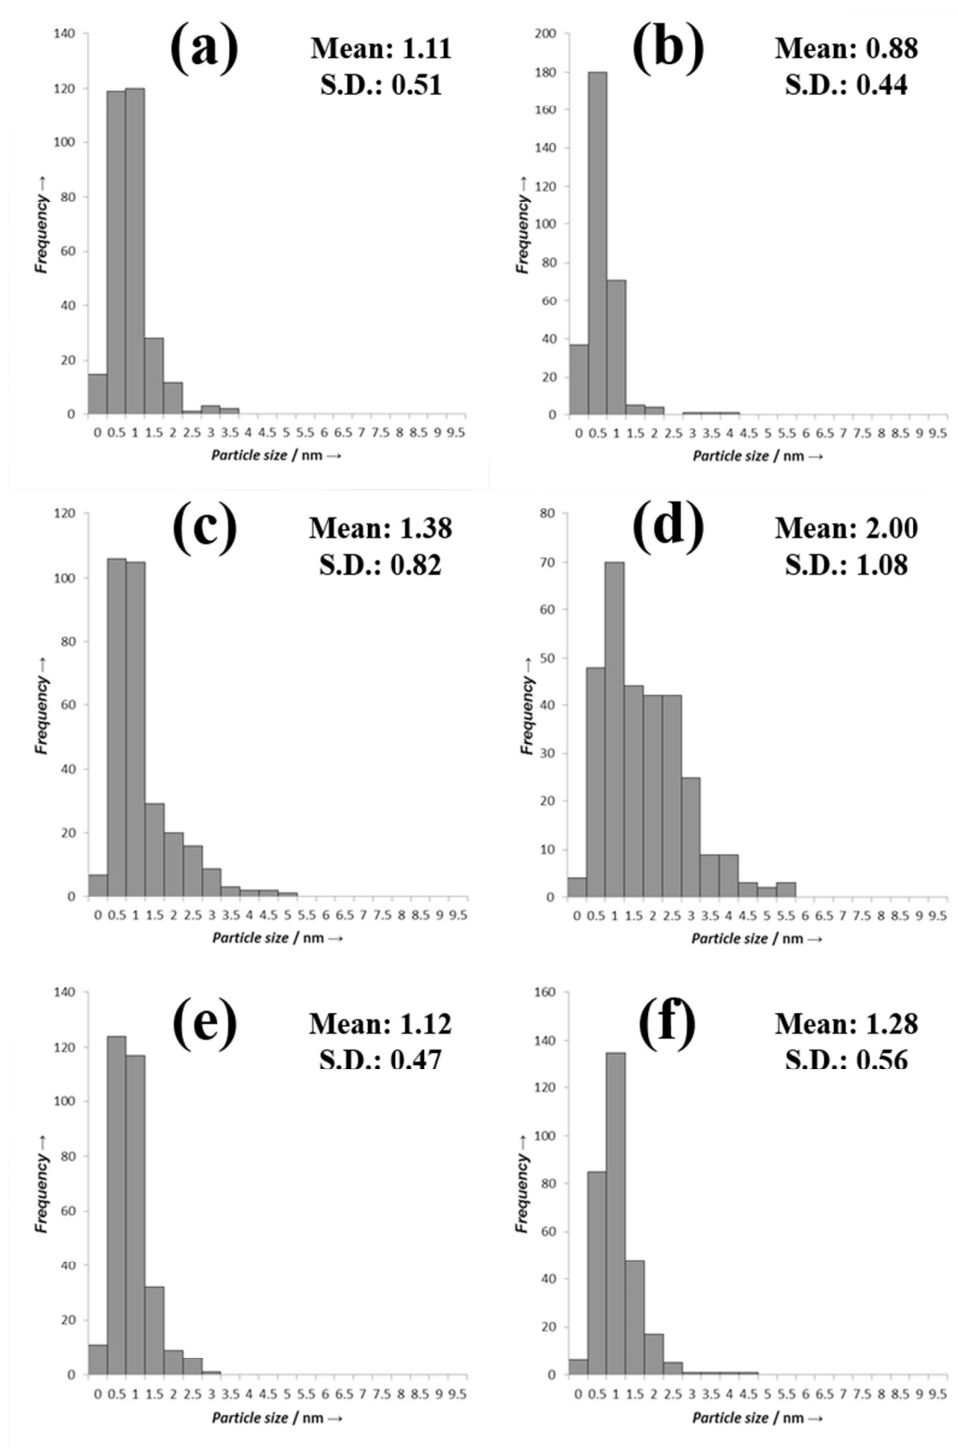 (a)
Mean: 1.11
S.D.: 0.51
140
120
100
80
60
40
20
0
Frequency →
0 0.5 1 1.5 2 2.5 3 3.5 4 4.5 5 5.5 6 6.5 7 7.5 8 8.5 9 9.5
Particle size / nm →
(b)
Mean: 0.88
S.D.: 0.44
200
180
160
140
120
100
80
60
40
20
0
Frequency →
0 0.5 1 1.5 2 2.5 3 3.5 4 4.5 5 5.5 6 6.5 7 7.5 8 8.5 9 9.5
Particle size / nm →
(c)
Mean: 1.38
S.D.: 0.82
120
100
80
60
40
20
0
Frequency →
0 0.5 1 1.5 2 2.5 3 3.5 4 4.5 5 5.5 6 6.5 7 7.5 8 8.5 9 9.5
Particle size / nm →
(d)
Mean: 2.00
S.D.: 1.08
80
70
60
50
40
30
20
10
0
Frequency →
0 0.5 1 1.5 2 2.5 3 3.5 4 4.5 5 5.5 6 6.5 7 7.5 8 8.5 9 9.5
Particle size / nm →
(e)
Mean: 1.12
S.D.: 0.47
140
120
100
80
60
40
20
0
Frequency →
0 0.5 1 1.5 2 2.5 3 3.5 4 4.5 5 5.5 6 6.5 7 7.5 8 8.5 9 9.5
Particle size / nm →
(f)
Mean: 1.28
S.D.: 0.56
160
140
120
100
80
60
40
20
0
Frequency →
0 0.5 1 1.5 2 2.5 3 3.5 4 4.5 5 5.5 6 6.5 7 7.5 8 8.5 9 9.5
Particle size / nm →